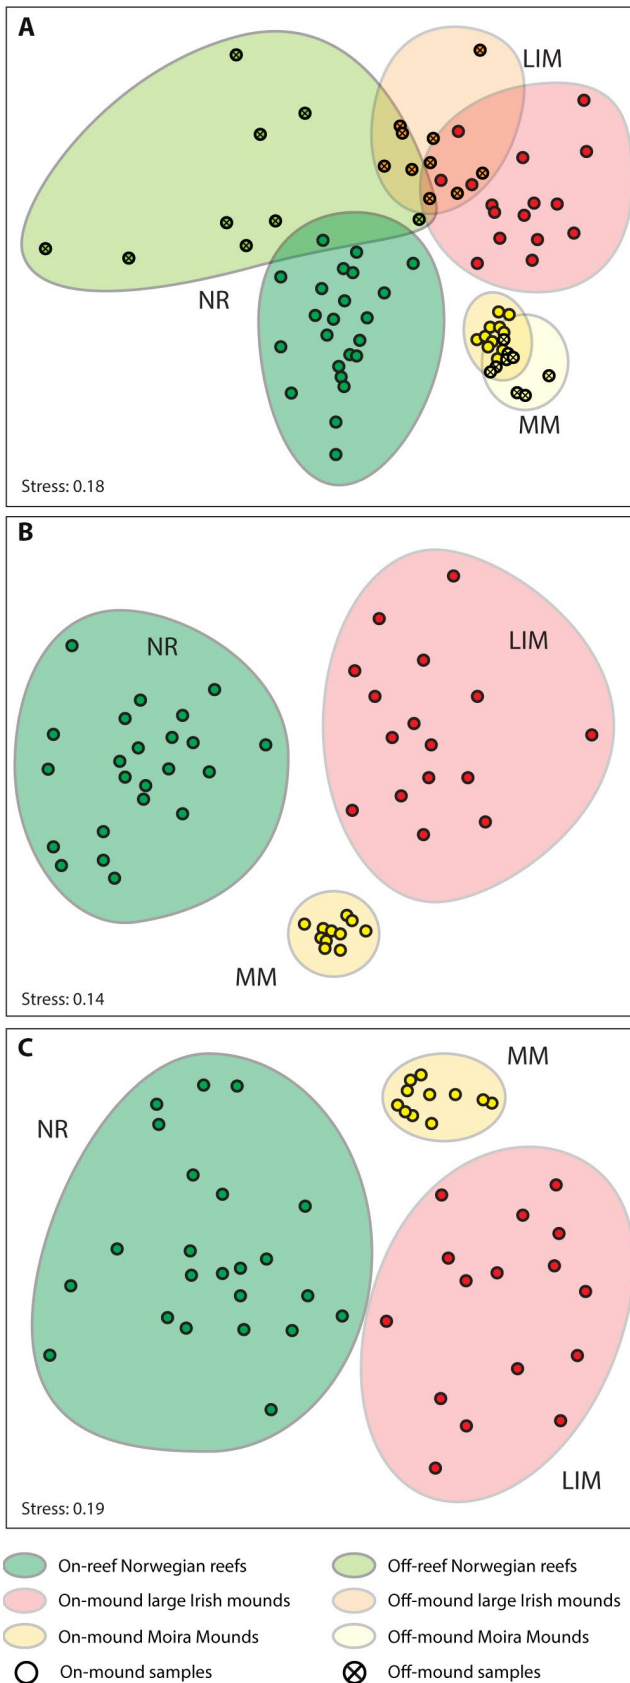 A
LIM
NR
MM
Stress: 0.18
B
NR
LIM
MM
Stress: 0.14
C
MM
NR
LIM
Stress: 0.19
On-reef Norwegian reefs
Off-reef Norwegian reefs
On-mound large Irish mounds
Off-mound large Irish mounds
On-mound Moira Mounds
Off-mound Moira Mounds
On-mound samples
Off-mound samples